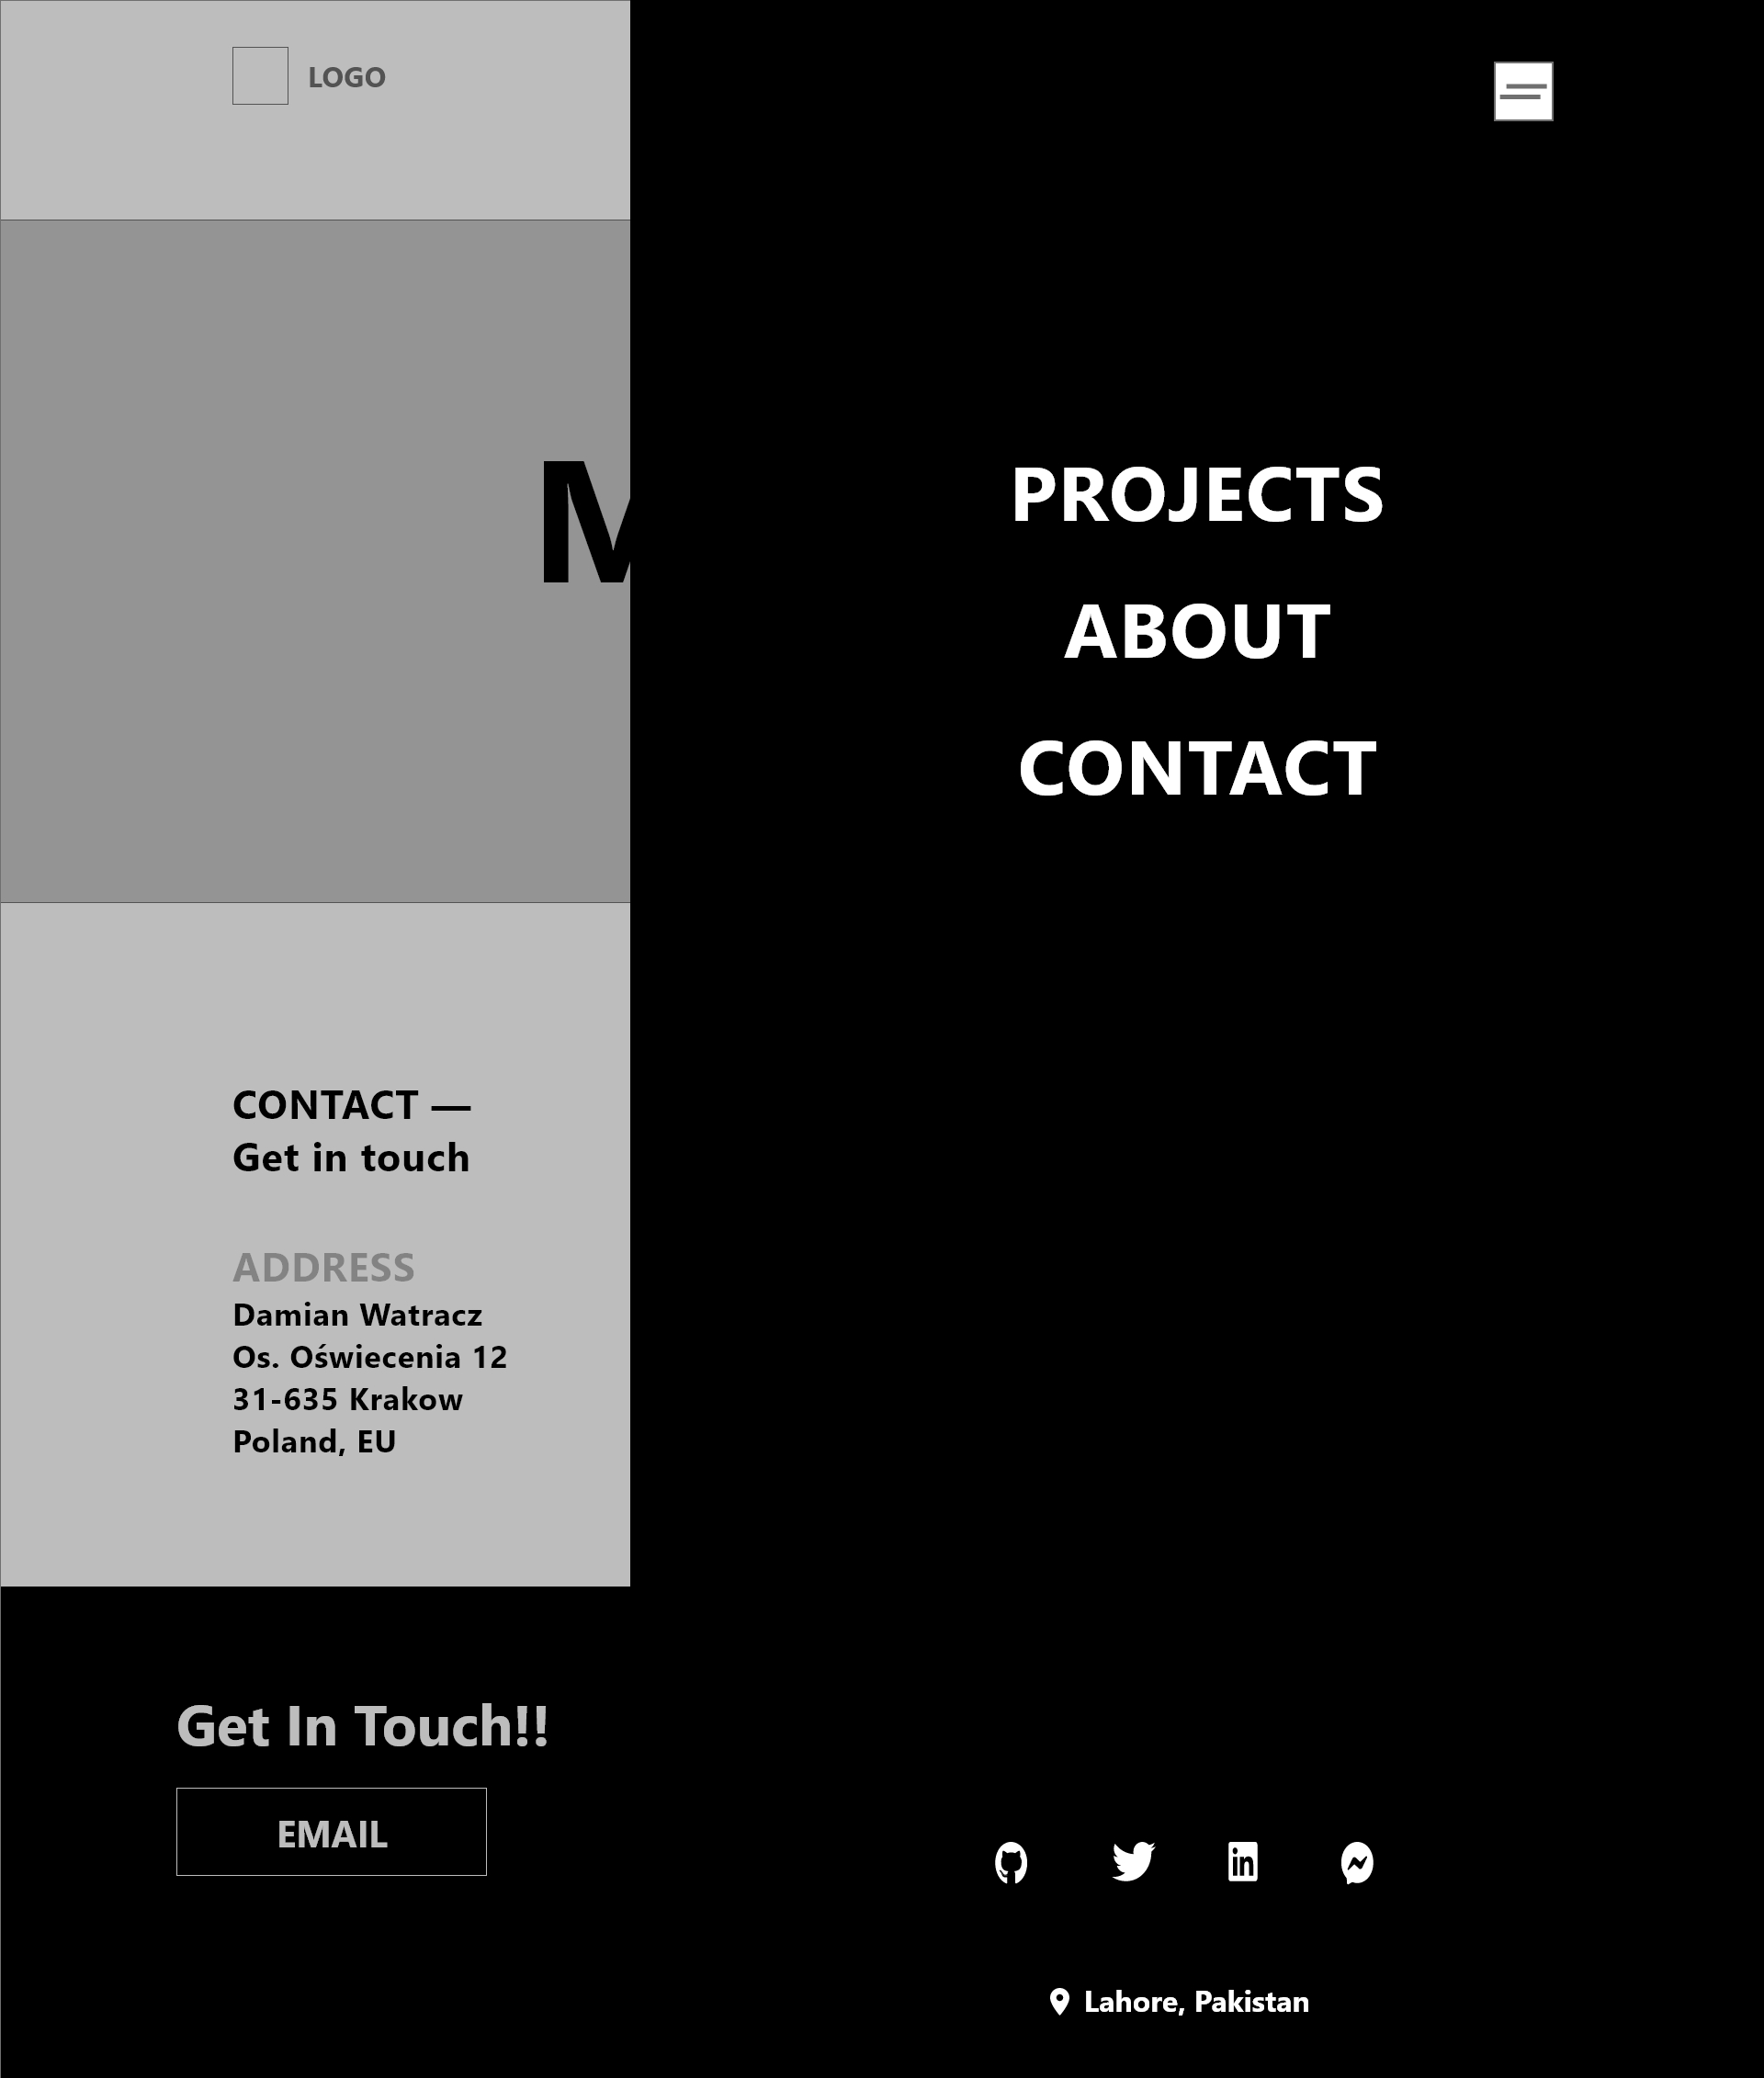 LOGO
M
PROJECTS
ABOUT
CONTACT
CONTACT —
Get in touch
ADDRESS
Damian Watracz
Os. Oświecenia 12
31-635 Krakow
Poland, EU
Get In Touch!!
EMAIL
in
Lahore, Pakistan